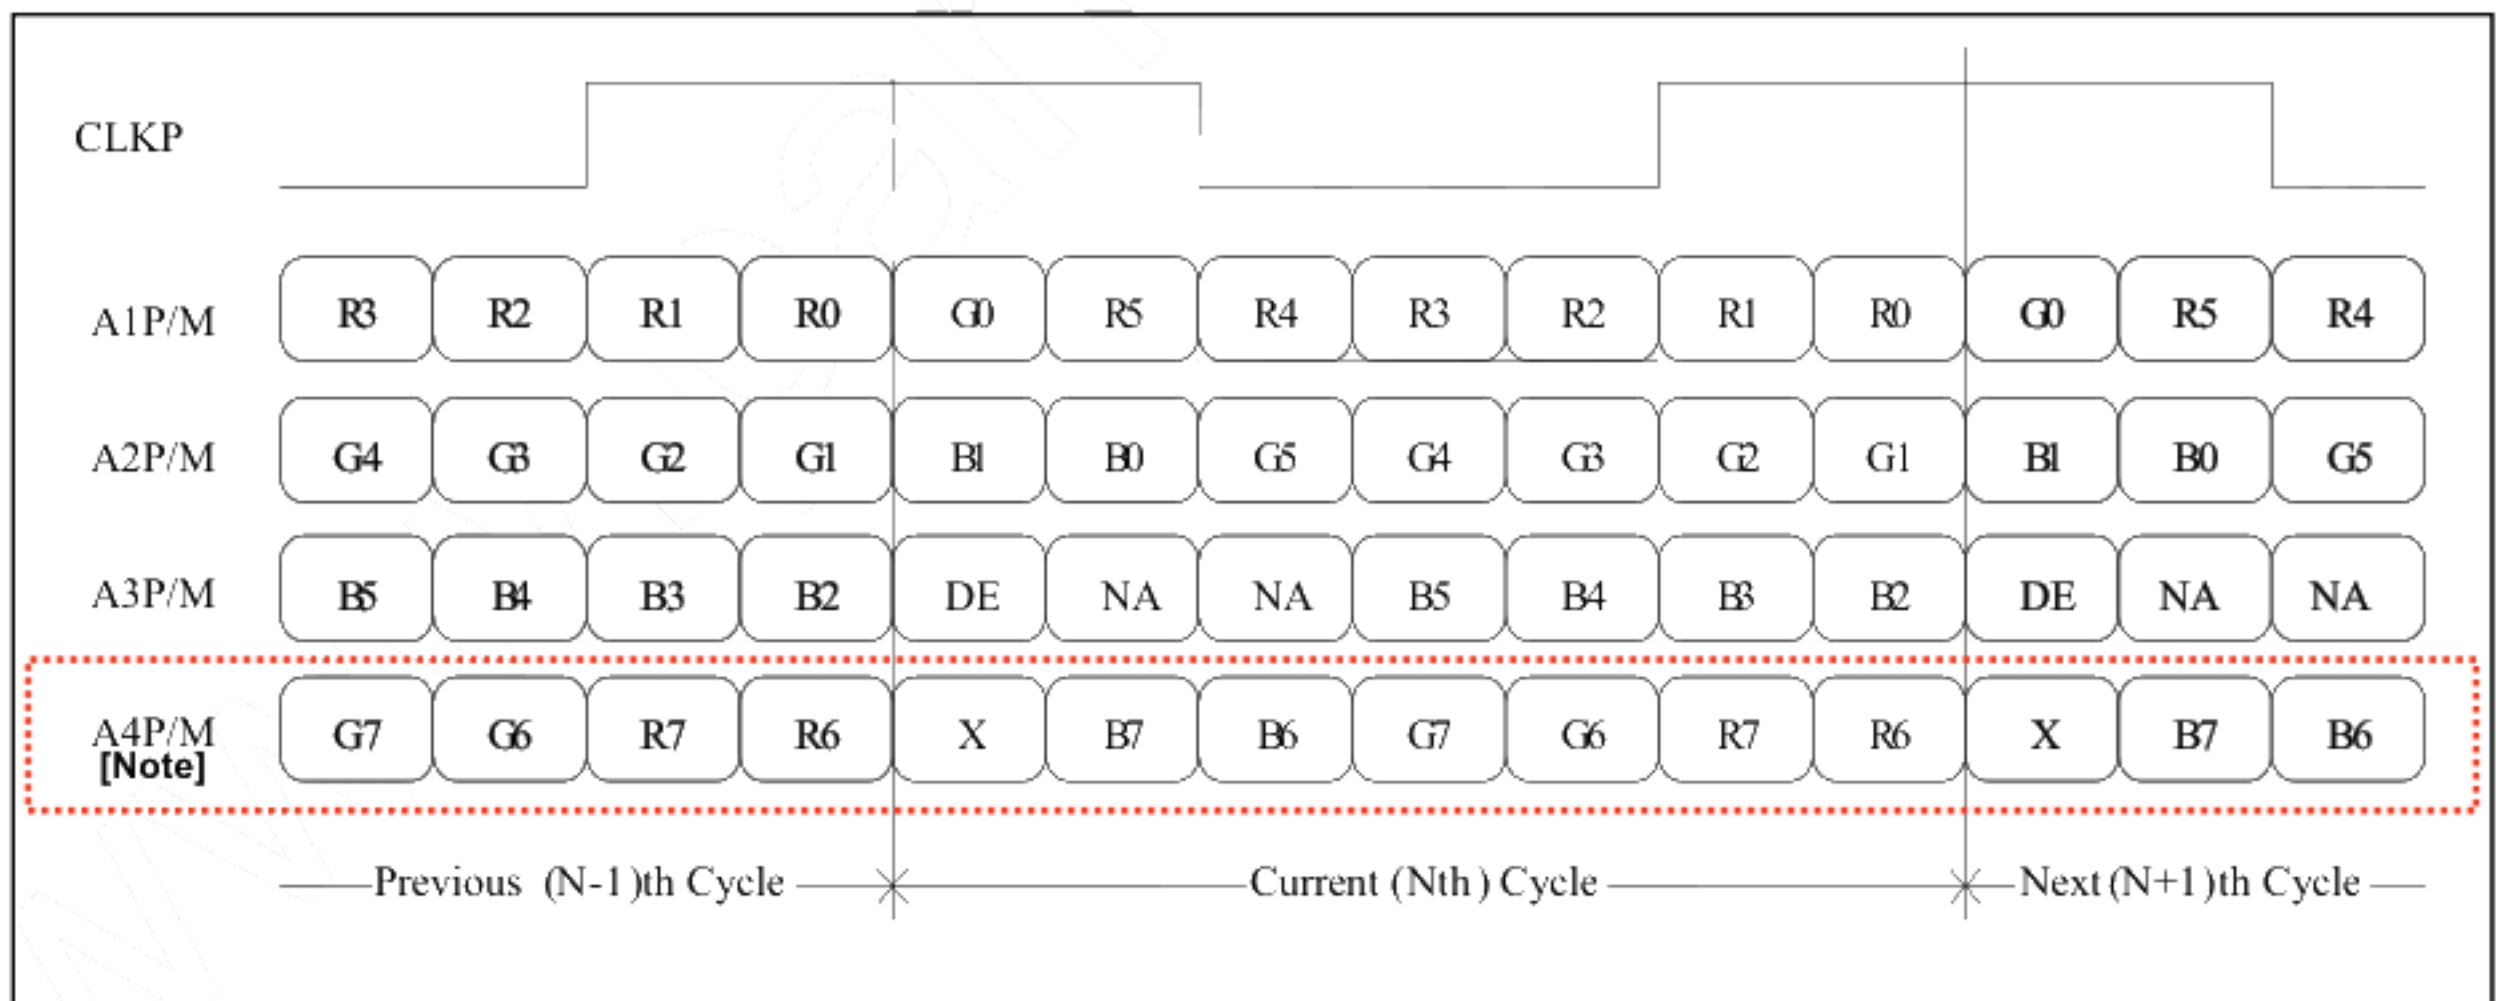 CLKP
A1P/M R3 R2 R1 R0 G0 R5 R4 R3 R2 R1 R0 G0 R5 R4
A2P/M G4 G3 G2 G1 B1 B0 G5 G4 G3 G2 G1 B1 B0 G5
A3P/M B5 B4 B3 B2 DE NA NA B5 B4 B3 B2 DE NA NA
A4P/M G7 G6 R7 R6 X B7 B6 G7 G6 R7 R6 X B7 B6
[Note]
Previous (N-1)th Cycle Current (Nth) Cycle Next (N+1)th Cycle